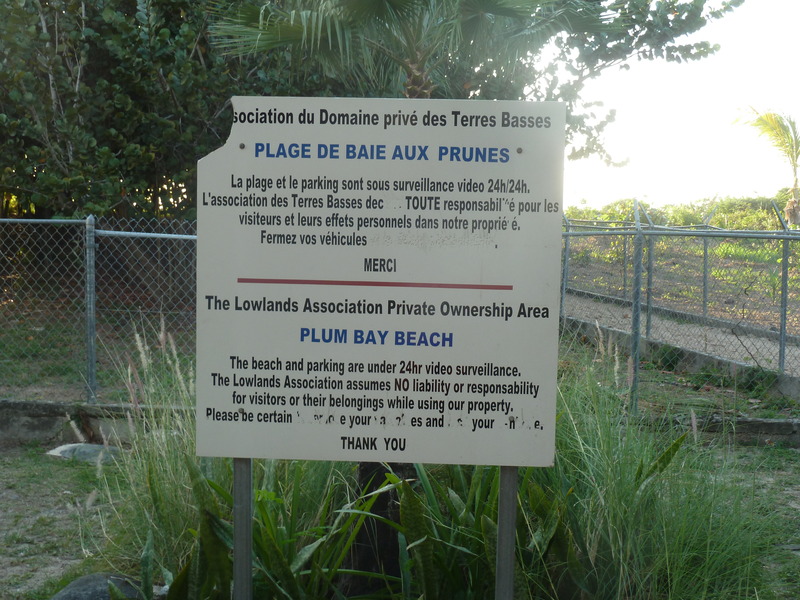 sociation du Domaine privé des Terres Basses
PLAGE DE BAIE AUX PRUNES
La plage et le parking sont sous surveillance video 24h/24h.
L'association des Terres Basses dec TOUTE responsabilité pour les
visiteurs et leurs effets personnels dans notre proprié é.
Fermez vos véhicules
MERCI
The Lowlands Association Private Ownership Area
PLUM BAY BEACH
The beach and parking are under 24hr video surveillance.
The Lowlands Association assumes NO liability or responsability
for visitors or their belongings while using our property.
Please be certain your and your
THANK YOU